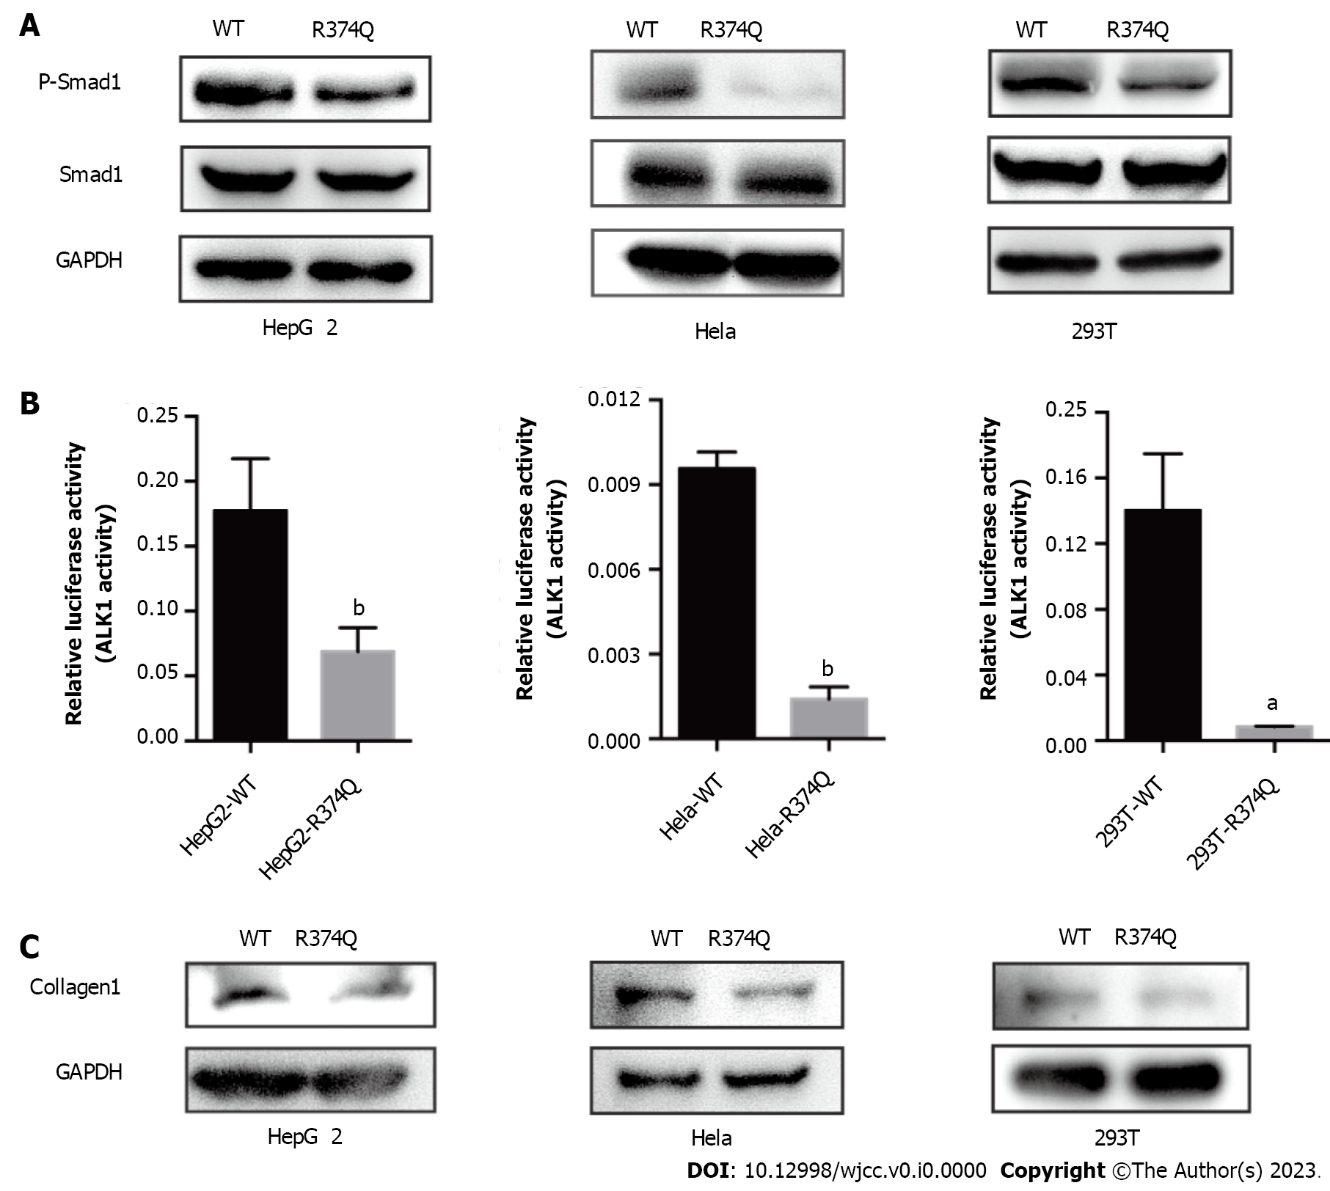 A
WT R374Q WT R374Q WT R374Q
P-Smad1
Smad1
GAPDH
HepG 2 Hela 293T
B
Relative luciferase activity
(ALK1 activity)
0.25
0.20
0.15
0.10
0.05
0.00
b
HepG2-WT
HepG2-R374Q
Relative luciferase activity
(ALK1 activity)
0.012
0.009
0.006
0.003
0.000
b
Hela-WT
Hela-R374Q
Relative luciferase activity
(ALK1 activity)
0.25
0.16
0.12
0.08
0.04
0.00
a
293T-WT
293T-R374Q
C
WT R374Q WT R374Q WT R374Q
Collagen1
GAPDH
HepG 2 Hela 293T
DOI: 10.12998/wjcc.v0.i0.0000 Copyright ©The Author(s) 2023.